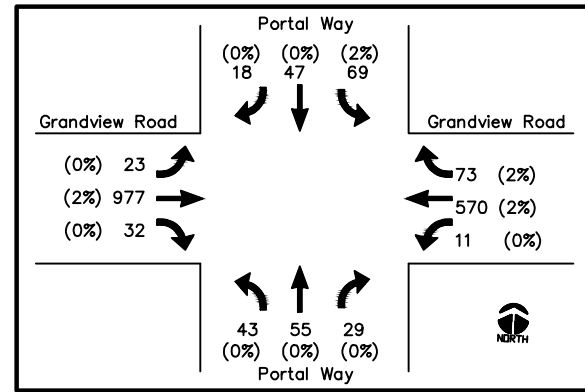 Portal Way
(0%) (0%) (2%)
18 47 69
Grandview Road
Grandview Road
(0%) 23
(2%) 977
(0%) 32
73 (2%)
570 (2%)
11 (0%)
43 55 29
(0%) (0%) (0%)
Portal Way
NORTH